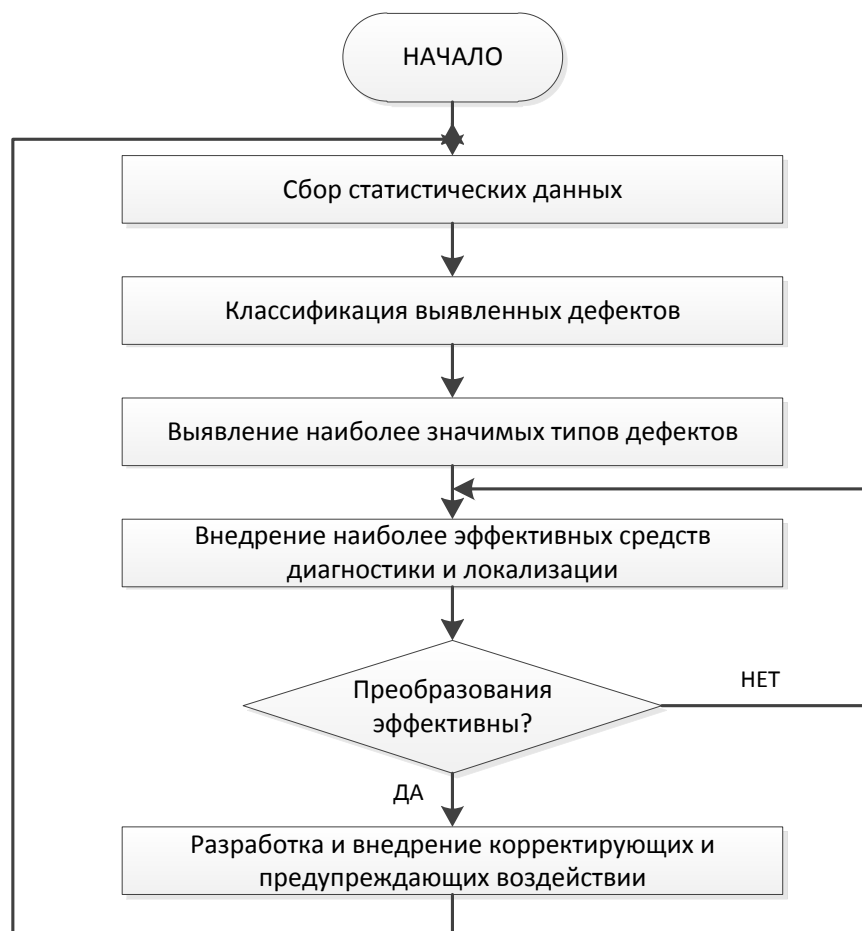 НАЧАЛО
Сбор статистических данных
Классификация выявленных дефектов
Выявление наиболее значимых типов дефектов
Внедрение наиболее эффективных средств
диагностики и локализации
Преобразования
эффективны?
НЕТ
ДА
Разработка и внедрение корректирующих и
предупреждающих воздействии